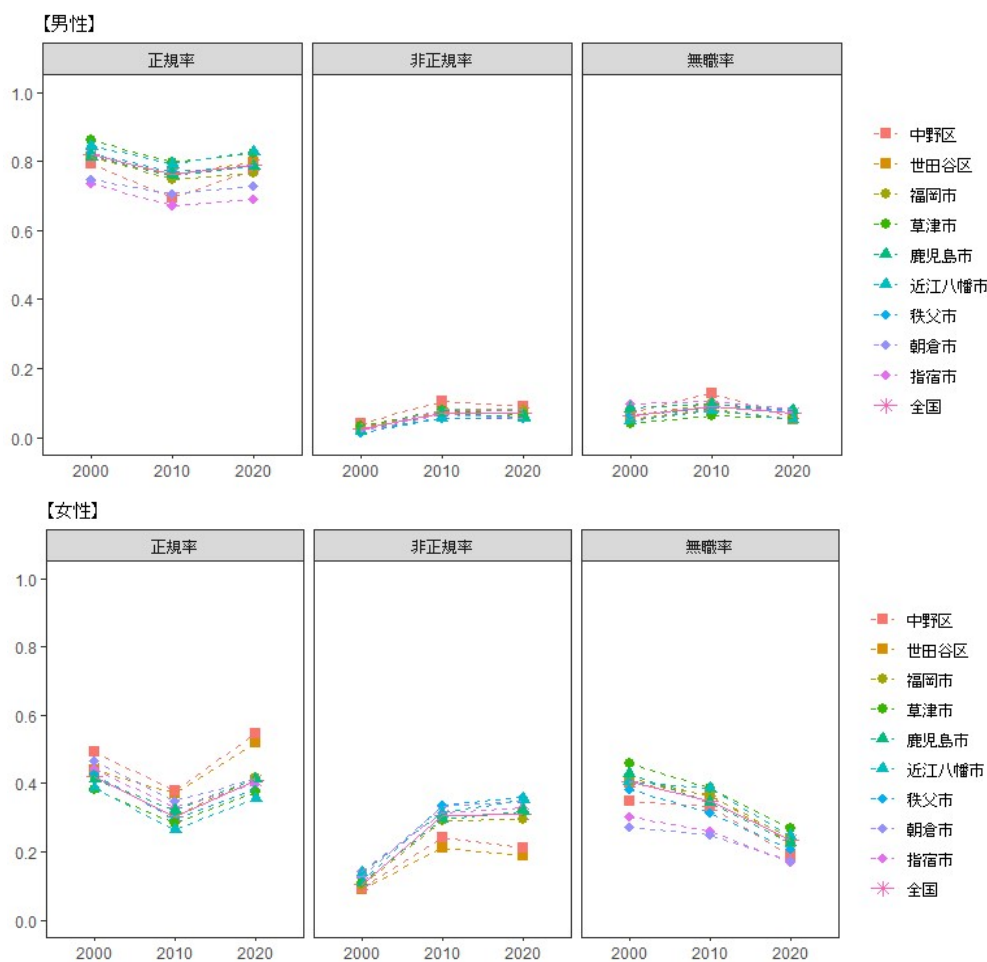 【男性】
正規率 非正規率 無職率
1.0
0.8
0.6
0.4
0.2
0.0
2000 2010 2020 2000 2010 2020 2000 2010 2020
中野区
世田谷区
福岡市
草津市
鹿児島市
近江八幡市
秩父市
朝倉市
指宿市
全国
【女性】
正規率 非正規率 無職率
1.0
0.8
0.6
0.4
0.2
0.0
2000 2010 2020 2000 2010 2020 2000 2010 2020
中野区
世田谷区
福岡市
草津市
鹿児島市
近江八幡市
秩父市
朝倉市
指宿市
全国